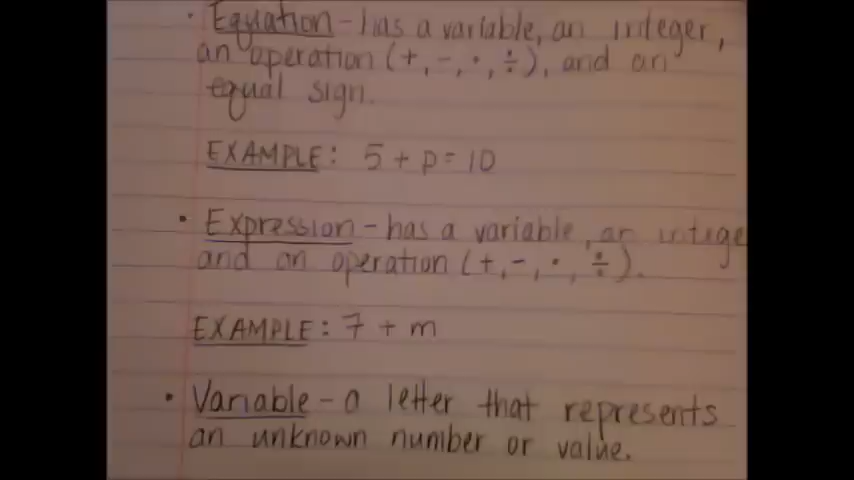 · Equation - has a variable, an integer,
an operation (+, -, ·, ÷), and an
equal sign.
EXAMPLE: 5 + p = 10
· Expression - has a variable, an intege
and an operation (+, -, ·, ÷).
EXAMPLE: 7 + m
· Variable - a letter that represents
an unknown number or value.